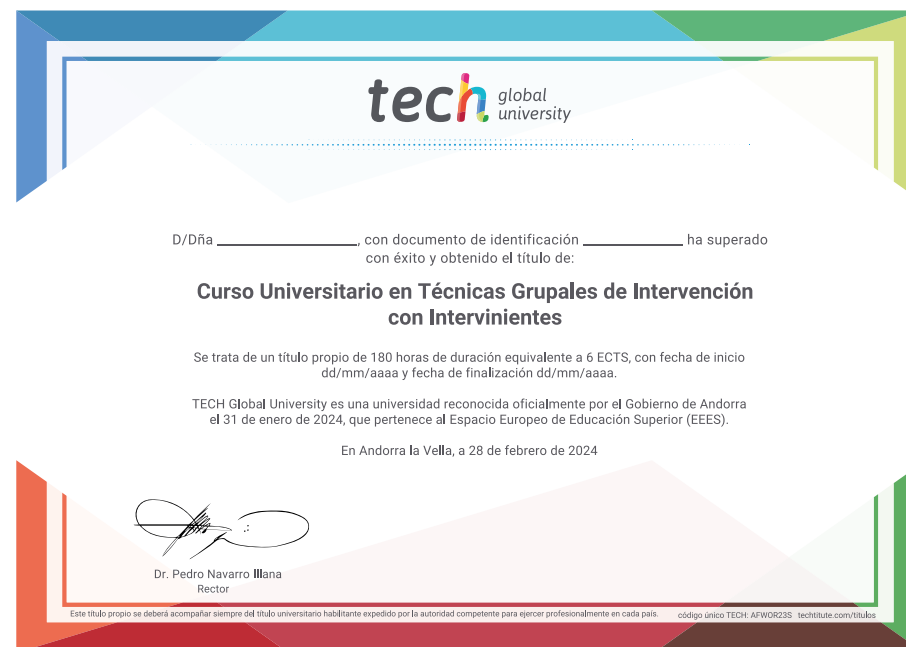 tech global
university
D/Dña ____________, con documento de identificación ____________ ha superado
con éxito y obtenido el título de:
Curso Universitario en Técnicas Grupales de Intervención
con Intervinientes
Se trata de un título propio de 180 horas de duración equivalente a 6 ECTS, con fecha de inicio
dd/mm/aaaa y fecha de finalización dd/mm/aaaa.
TECH Global University es una universidad reconocida oficialmente por el Gobierno de Andorra
el 31 de enero de 2024, que pertenece al Espacio Europeo de Educación Superior (EEES).
En Andorra la Vella, a 28 de febrero de 2024
Dr. Pedro Navarro Illana
Rector
Este título propio se deberá acompañar siempre del título universitario habilitante expedido por la autoridad competente para ejercer profesionalmente en cada país. código único TECH: AFWOR23S techtitute.com/titulos